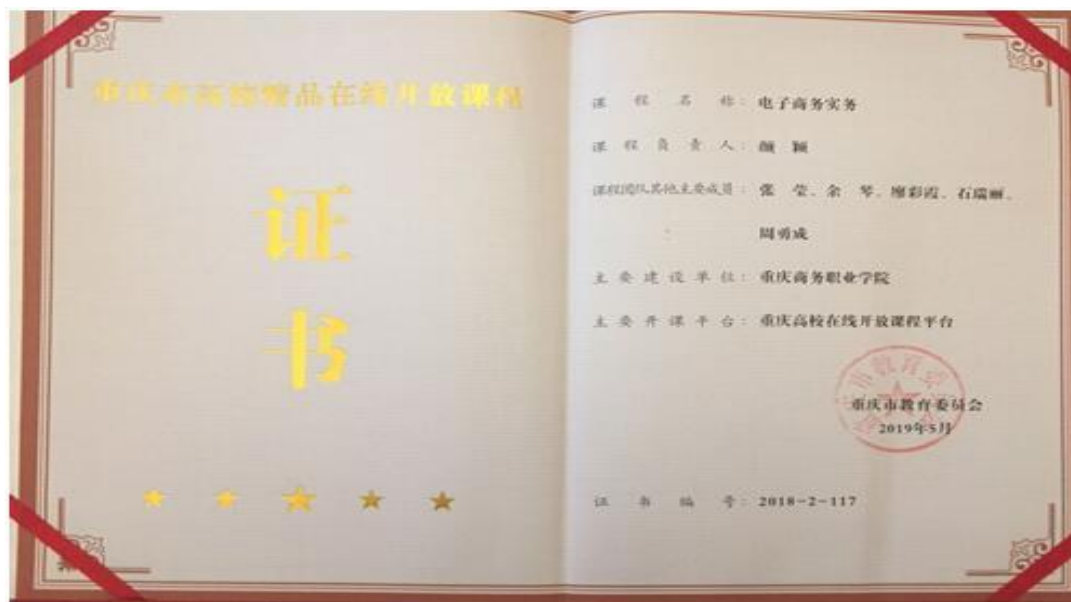 重庆市高校精品在线开放课程
证
书
课程名称：电子商务实务
课程负责人：颜 颖
课程团队其他主要成员：张 莹、余 琴、廖彩霞、石瑞丽、
周勇成
主要建设单位：重庆商务职业学院
主要开课平台：重庆高校在线开放课程平台
重庆市教育委员会
2019年5月
证书编号：2018-2-117